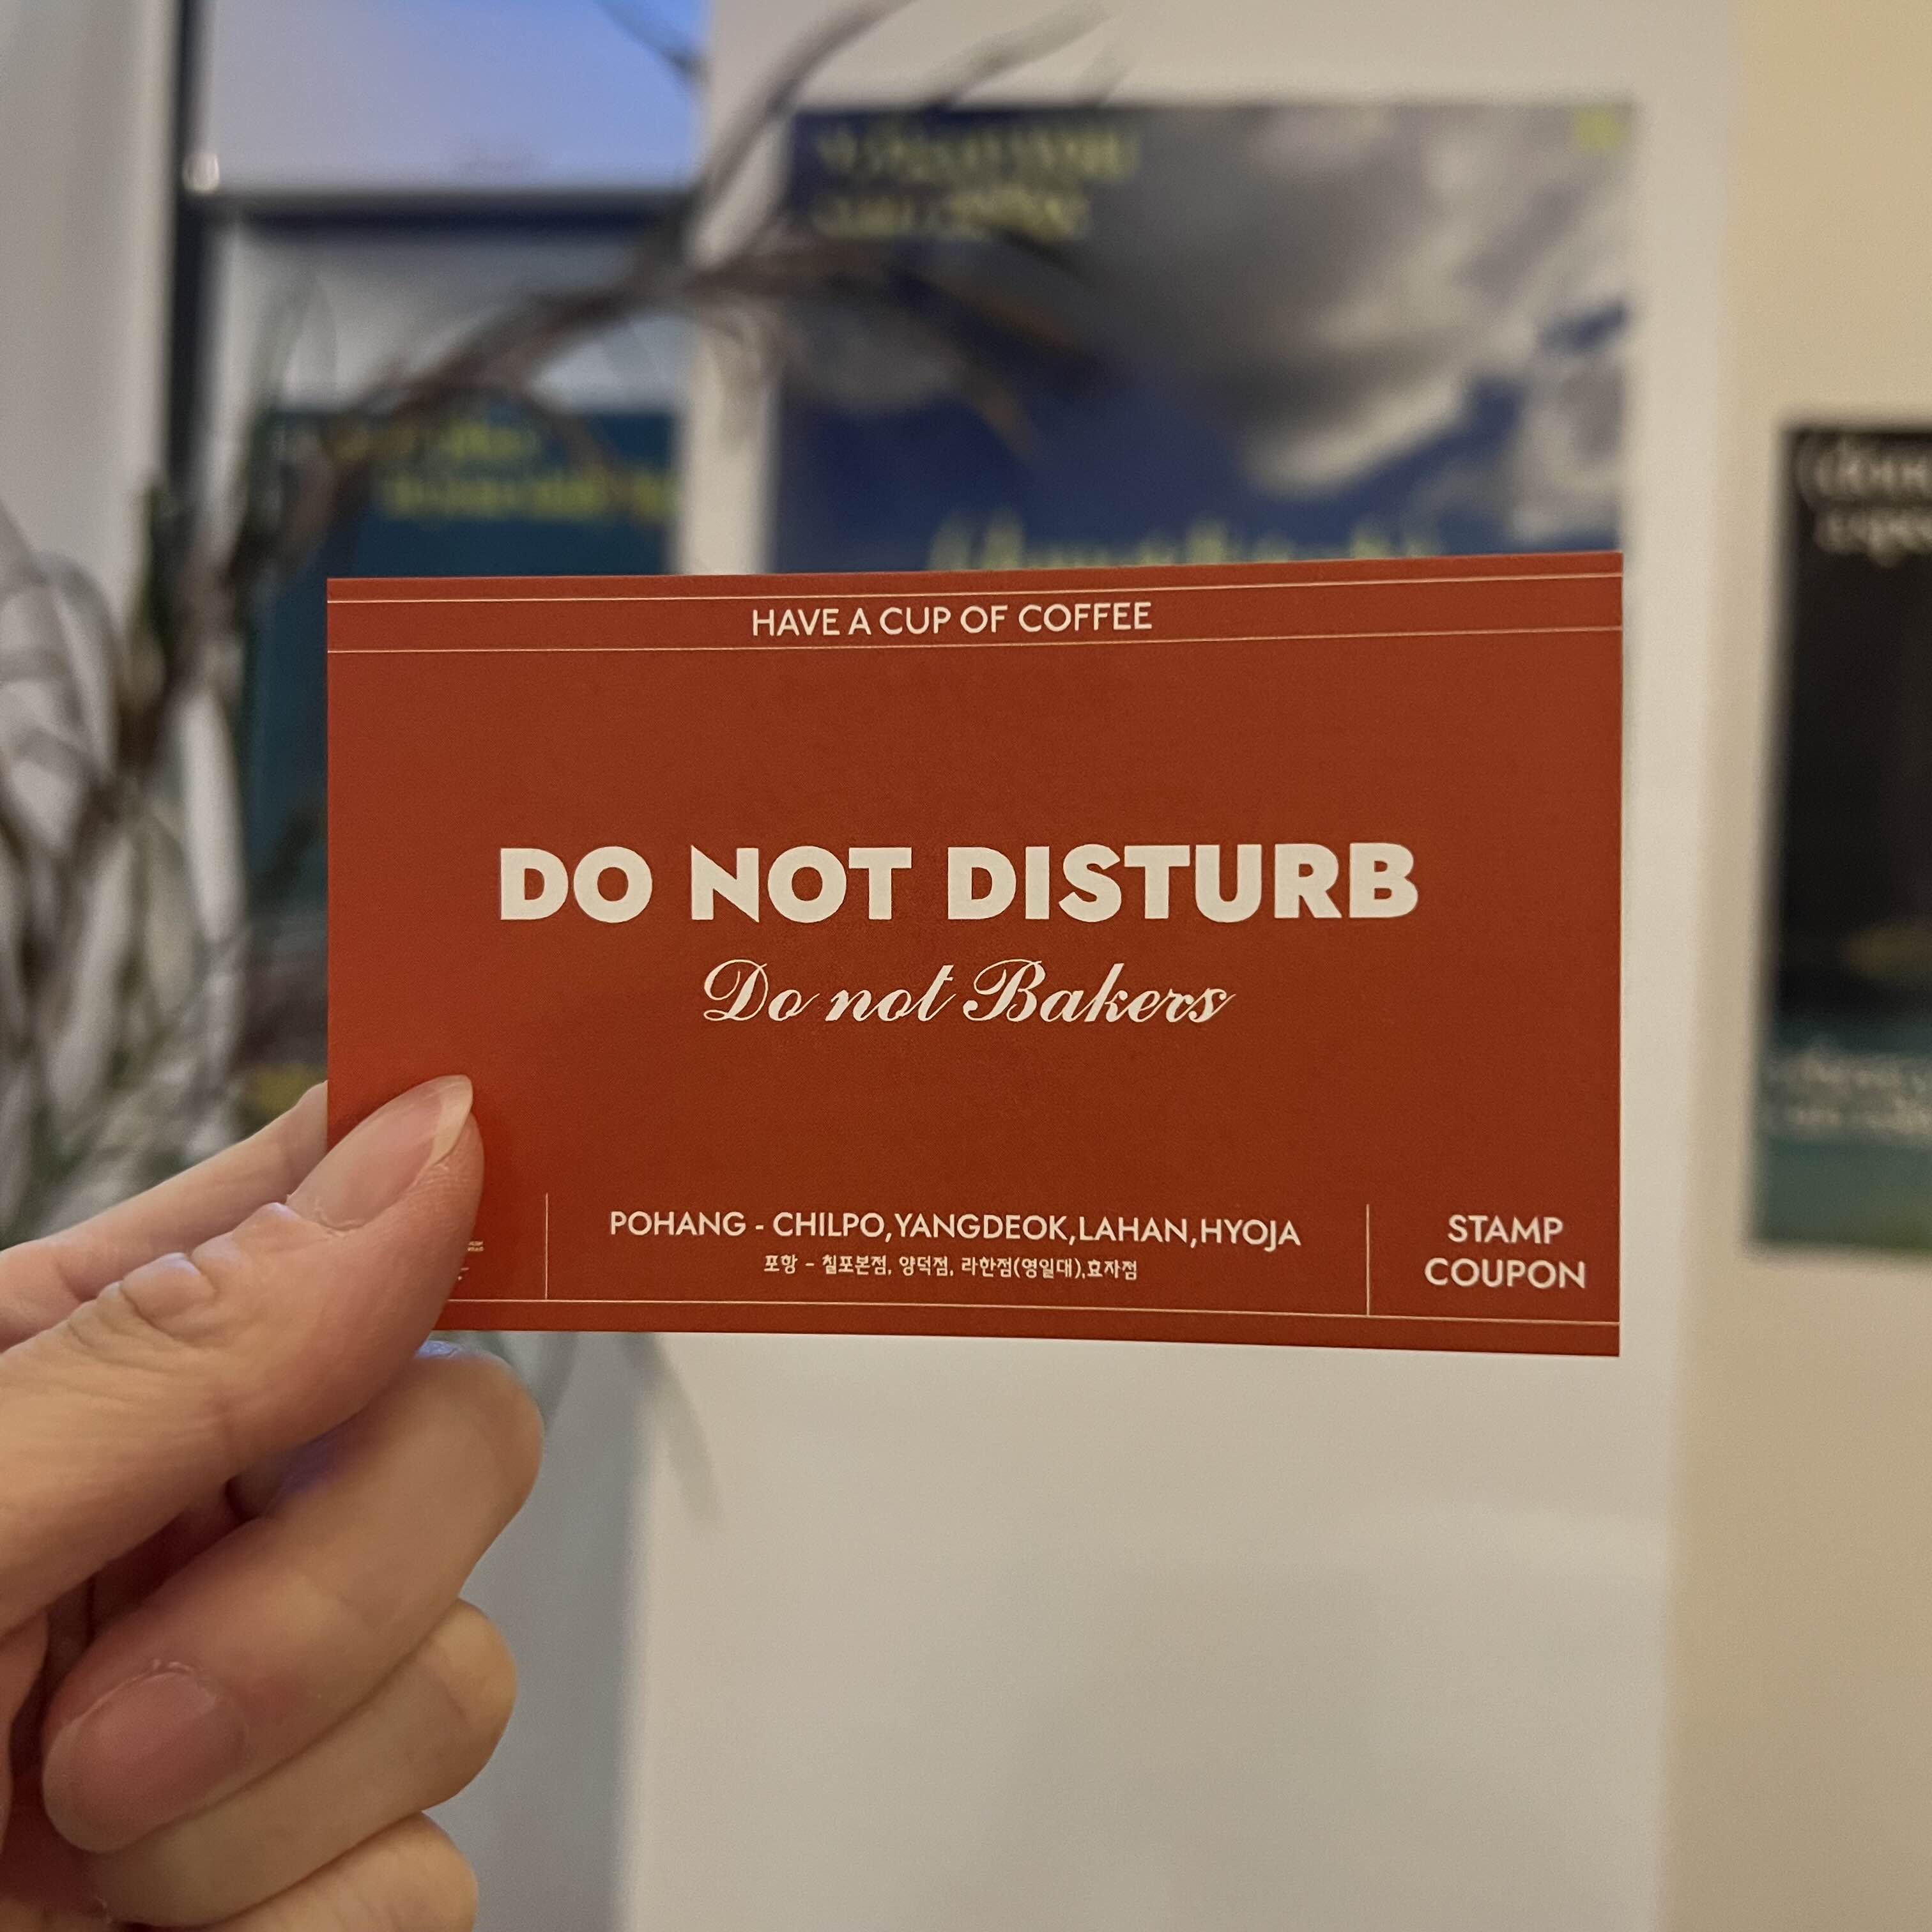 HAVE A CUP OF COFFEE
DO NOT DISTURB
Do not Bakers
POHANG - CHILPO,YANGDEOK,LAHAN,HYOJA
포항 - 칠포본점, 양덕점, 라한점(영일대),효자점
STAMP
COUPON